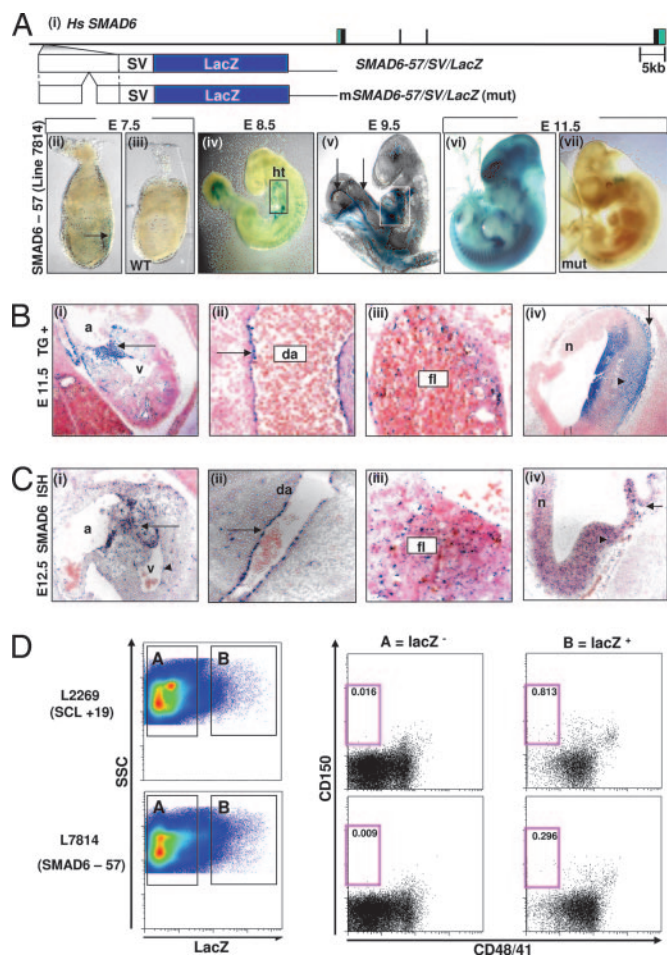 A (i) Hs SMAD6
SV LacZ SMAD6-57/SV/LacZ
5kb
SV LacZ mSMAD6-57/SV/LacZ (mut)
SMAD6 – 57 (Line 7814)
E 7.5 E 8.5 E 9.5 E 11.5
(ii) (iii) (iv) (v) (vi) (vii)
ht
WT mut
B E 11.5 TG +
(i) (ii) (iii) (iv)
a v da fl n
C E12.5 SMAD6 ISH
(i) (ii) (iii) (iv)
a v da fl n
D A = lacZ - B = lacZ +
A B
L2269
(SCL +19)
0.016 0.813
SSC CD150
A B
L7814
(SMAD6 – 57)
0.009 0.296
LacZ CD48/41